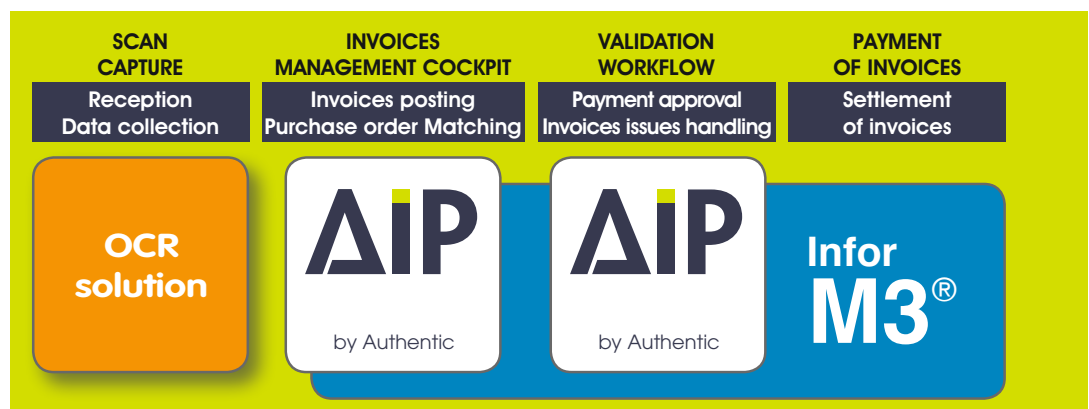 SCAN
CAPTURE
Reception
Data collection
INVOICES
MANAGEMENT COCKPIT
Invoices posting
Purchase order Matching
VALIDATION
WORKFLOW
Payment approval
Invoices issues handling
PAYMENT
OF INVOICES
Settlement
of invoices
OCR
solution
AiP
by Authentic
AiP
by Authentic
Infor
M3®